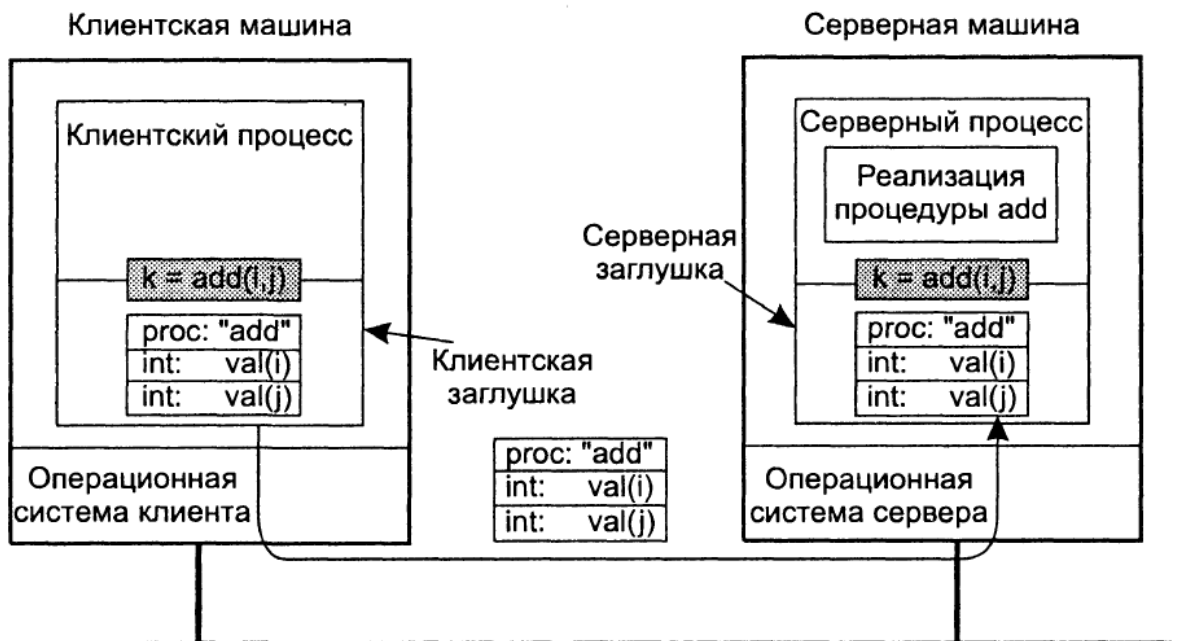 Клиентская машина
Клиентский процесс
k = add(i,j)
proc: "add"
int: val(i)
int: val(j)
Клиентская
заглушка
Операционная
система клиента
proc: "add"
int: val(i)
int: val(j)
Серверная машина
Серверный процесс
Реализация
процедуры add
Серверная
заглушка
k = add(i,j)
proc: "add"
int: val(i)
int: val(j)
Операционная
система сервера